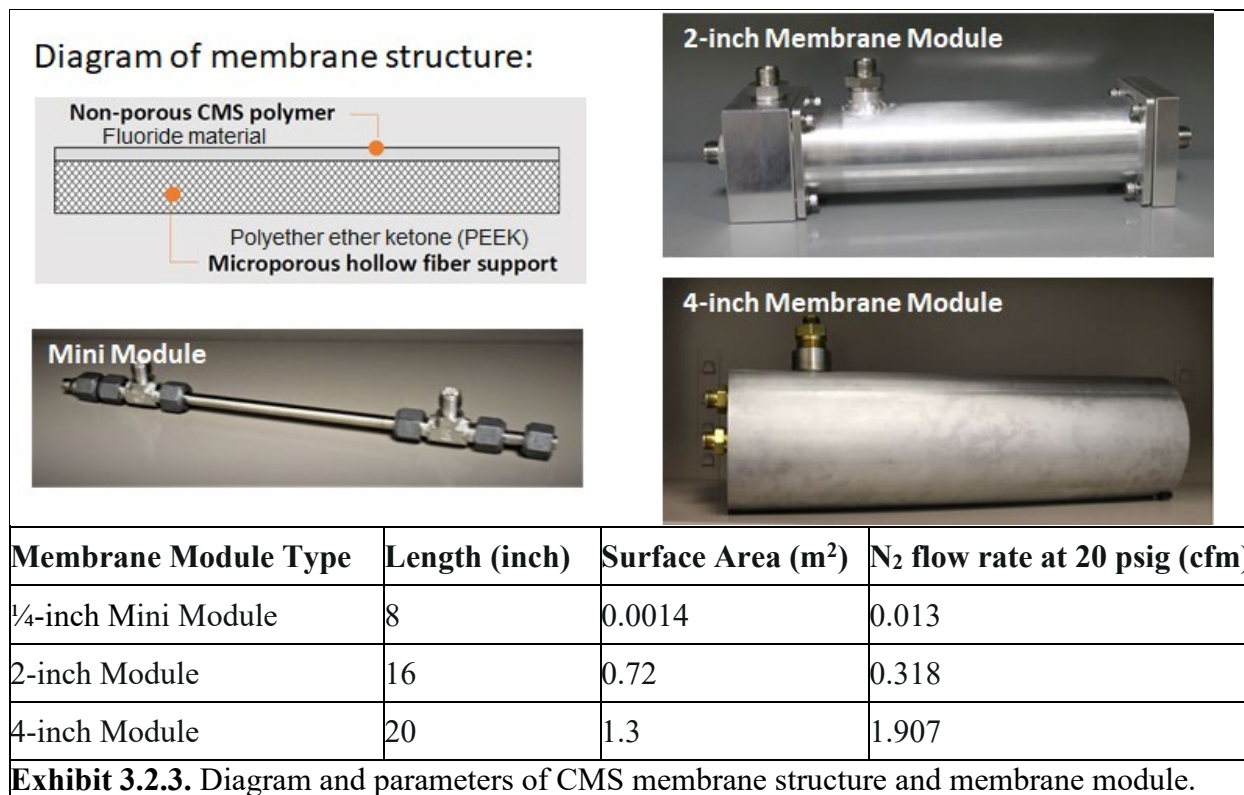 Diagram of membrane structure:
Non-porous CMS polymer
Fluoride material
Polyether ether ketone (PEEK)
Microporous hollow fiber support
Mini Module
2-inch Membrane Module
4-inch Membrane Module
Membrane Module Type Length (inch) Surface Area (m²) N₂ flow rate at 20 psig (cfm)
¼-inch Mini Module 8 0.0014 0.013
2-inch Module 16 0.72 0.318
4-inch Module 20 1.3 1.907
Exhibit 3.2.3. Diagram and parameters of CMS membrane structure and membrane module.